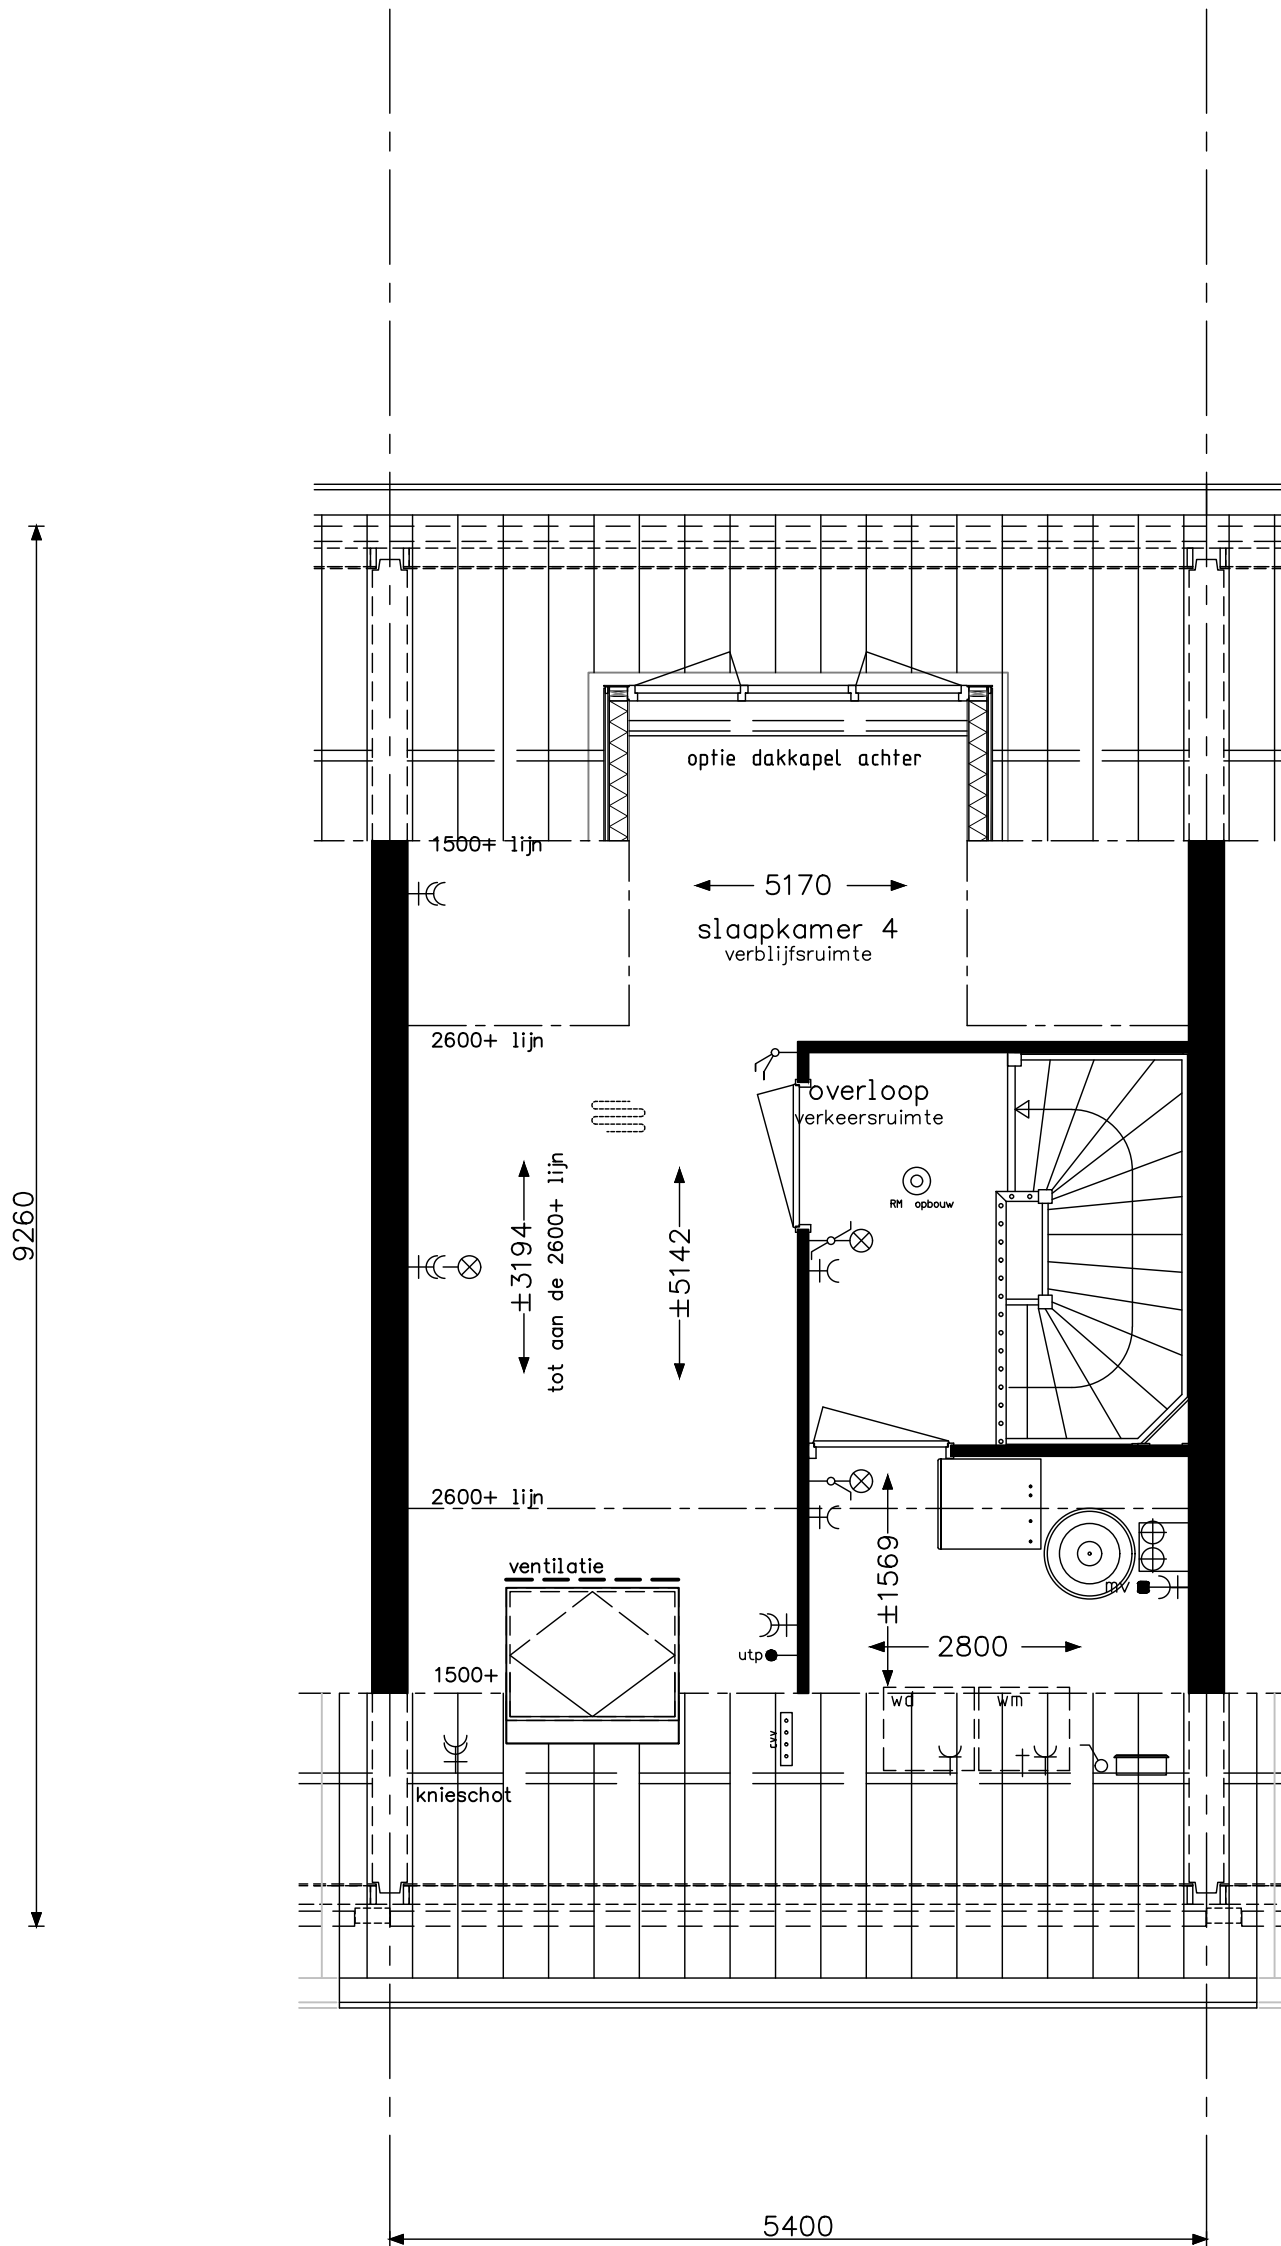 optie dakkapel achter
1500+ lijn
5170
slaapkamer 4
verblijfsruimte
2600+ lijn
overloop
verkeersruimte
RM opbouw
9260
±3194
tot aan de 2600+ lijn
±5142
2600+ lijn
ventilatie
±1569
mv
utp
2800
1500+
wd
wm
rvv
knieschot
5400